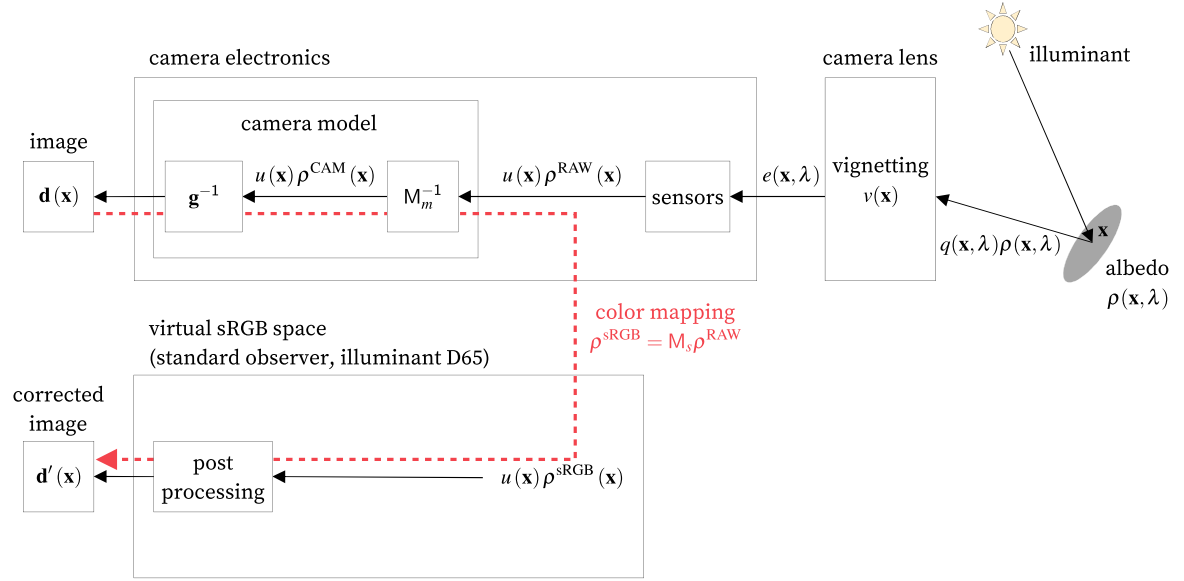 camera electronics
camera lens
illuminant
camera model
image
d(x)
g⁻¹
u(x) ρ^CAM (x)
M_m⁻¹
u(x) ρ^RAW (x)
sensors
e(x,λ)
vignetting
v(x)
q(x,λ)ρ(x,λ)
x
albedo
ρ(x,λ)
color mapping
ρ^sRGB = M_s ρ^RAW
virtual sRGB space
(standard observer, illuminant D65)
corrected
image
d′(x)
post
processing
u(x) ρ^sRGB (x)